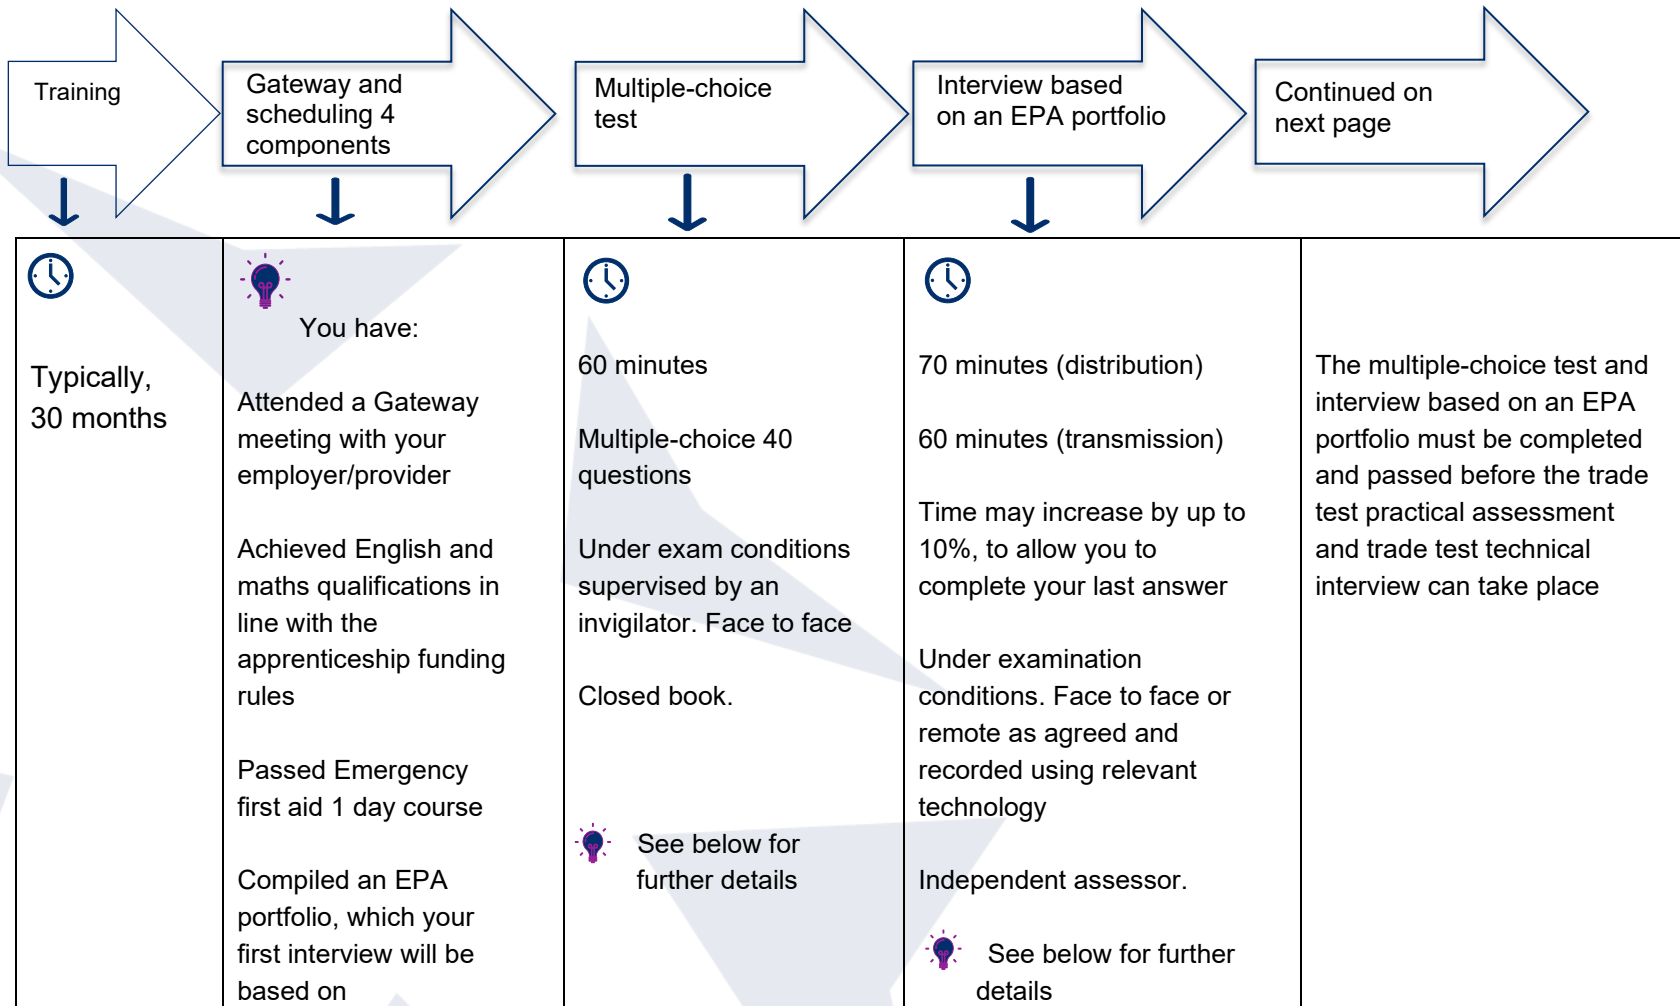 Training
Gateway and
scheduling 4
components
Multiple-choice
test
Interview based
on an EPA portfolio
Continued on
next page
Typically,
30 months
You have:
Attended a Gateway
meeting with your
employer/provider
Achieved English and
maths qualifications in
line with the
apprenticeship funding
rules
Passed Emergency
first aid 1 day course
Compiled an EPA
portfolio, which your
first interview will be
based on
60 minutes
Multiple-choice 40
questions
Under exam conditions
supervised by an
invigilator. Face to face
Closed book.
See below for
further details
70 minutes (distribution)
60 minutes (transmission)
Time may increase by up to
10%, to allow you to
complete your last answer
Under examination
conditions. Face to face or
remote as agreed and
recorded using relevant
technology
Independent assessor.
See below for further
details
The multiple-choice test and
interview based on an EPA
portfolio must be completed
and passed before the trade
test practical assessment
and trade test technical
interview can take place